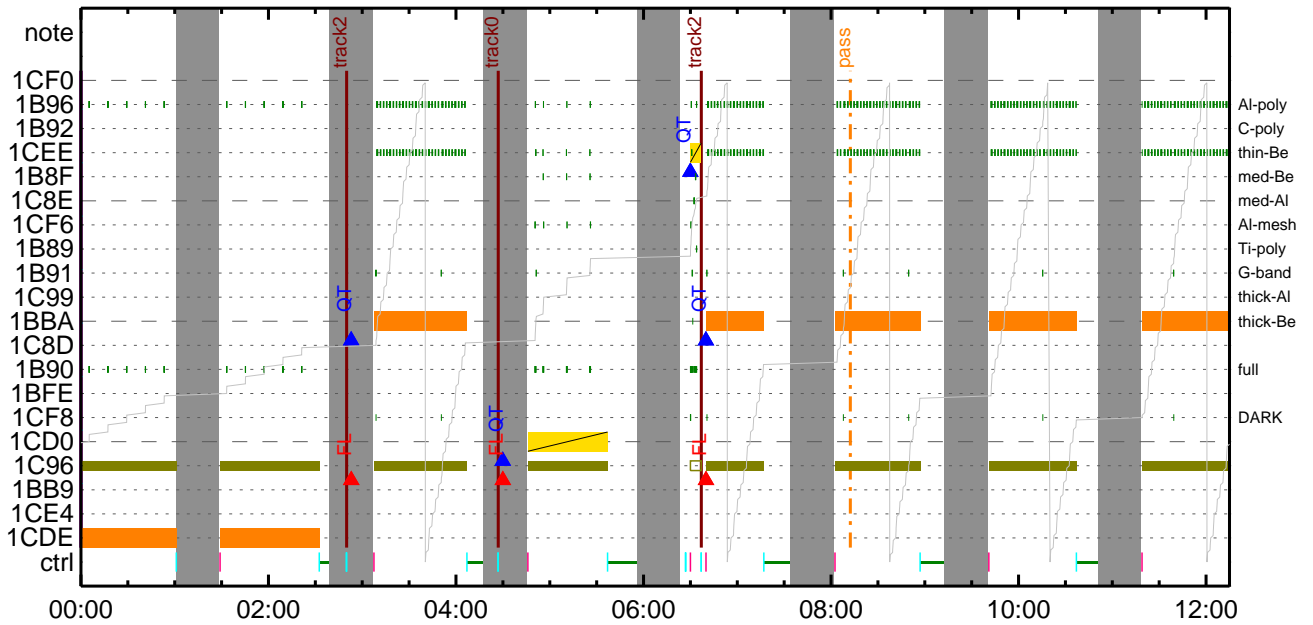 note
track2
track0
track2
pass
1CF0
1B96 Al-poly
1B92 C-poly
QT
1CEE thin-Be
1B8F med-Be
1C8E med-Al
1CF6 Al-mesh
1B89 Ti-poly
1B91 G-band
1C99 thick-Al
QT
QT
1BBA thick-Be
1C8D
1B90 full
1BFE
1CF8 DARK
QT
1CD0
FL
FL
FL
1C96
1BB9
1CE4
1CDE
ctrl
00:00 02:00 04:00 06:00 08:00 10:00 12:00